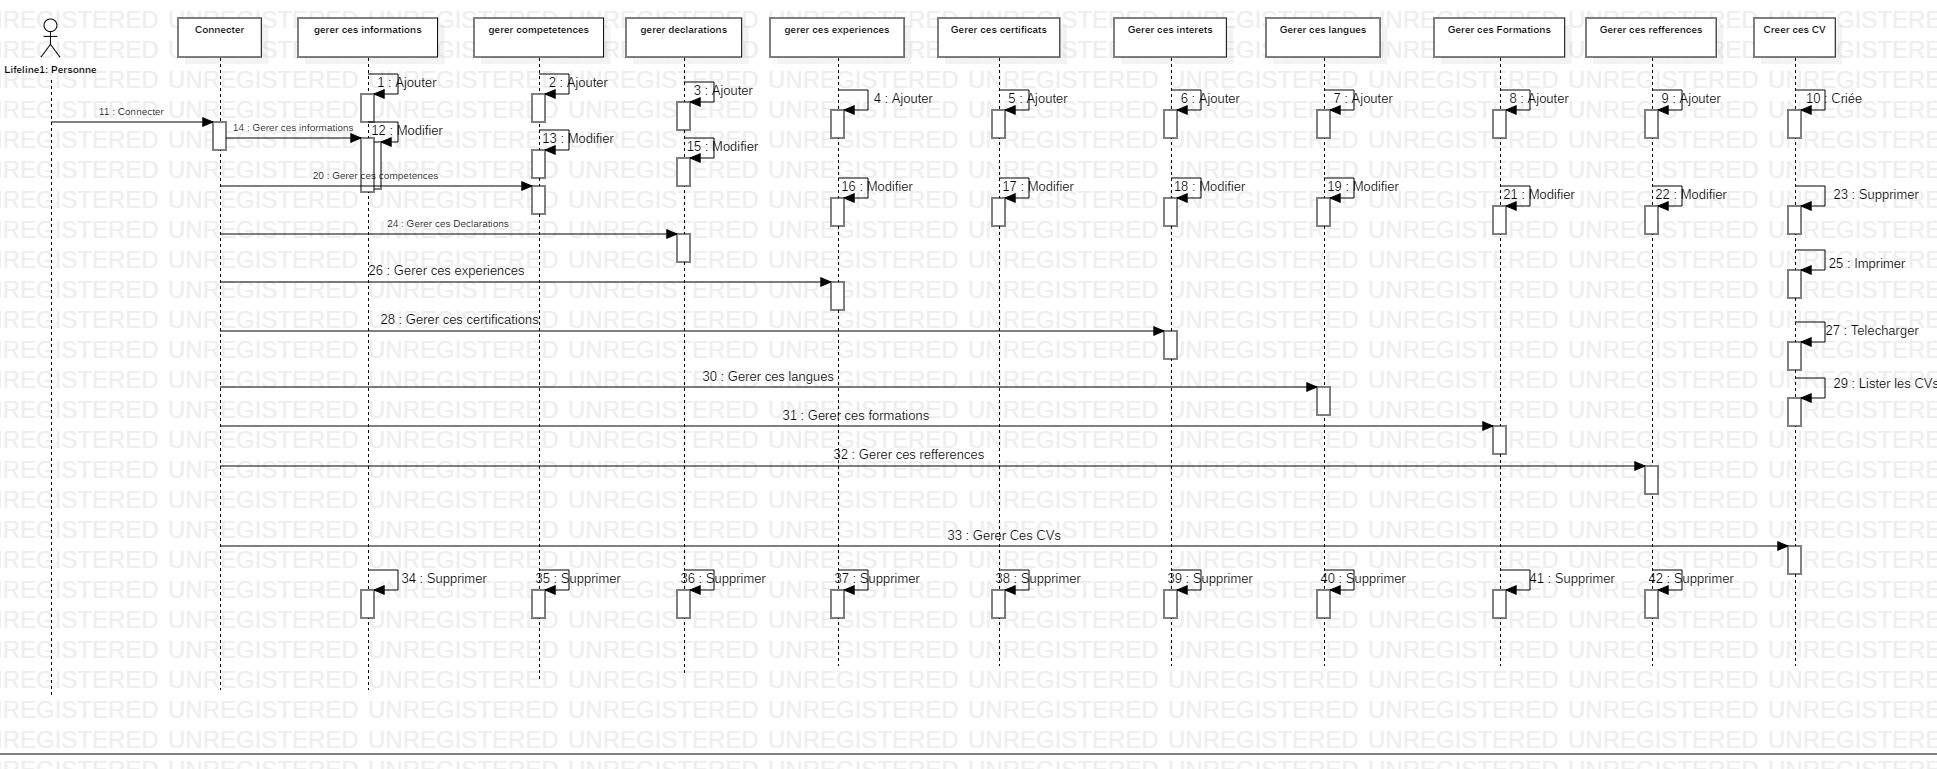 Lifeline1: Personne
Connecter
gerer ces informations
gerer competetences
gerer declarations
gerer ces experiences
Gerer ces certificats
Gerer ces interets
Gerer ces langues
Gerer ces Formations
Gerer ces refferences
Creer ces CV
1 : Ajouter
2 : Ajouter
3 : Ajouter
4 : Ajouter
5 : Ajouter
6 : Ajouter
7 : Ajouter
8 : Ajouter
9 : Ajouter
10 : Criée
11 : Connecter
14 : Gerer ces informations
12 : Modifier
13 : Modifier
15 : Modifier
20 : Gerer ces competences
16 : Modifier
17 : Modifier
18 : Modifier
19 : Modifier
21 : Modifier
22 : Modifier
23 : Supprimer
24 : Gerer ces Declarations
25 : Imprimer
26 : Gerer ces experiences
28 : Gerer ces certifications
27 : Telecharger
30 : Gerer ces langues
29 : Lister les CVs
31 : Gerer ces formations
32 : Gerer ces refferences
33 : Gerer Ces CVs
34 : Supprimer
35 : Supprimer
36 : Supprimer
37 : Supprimer
38 : Supprimer
39 : Supprimer
40 : Supprimer
41 : Supprimer
42 : Supprimer
UNREGISTERED